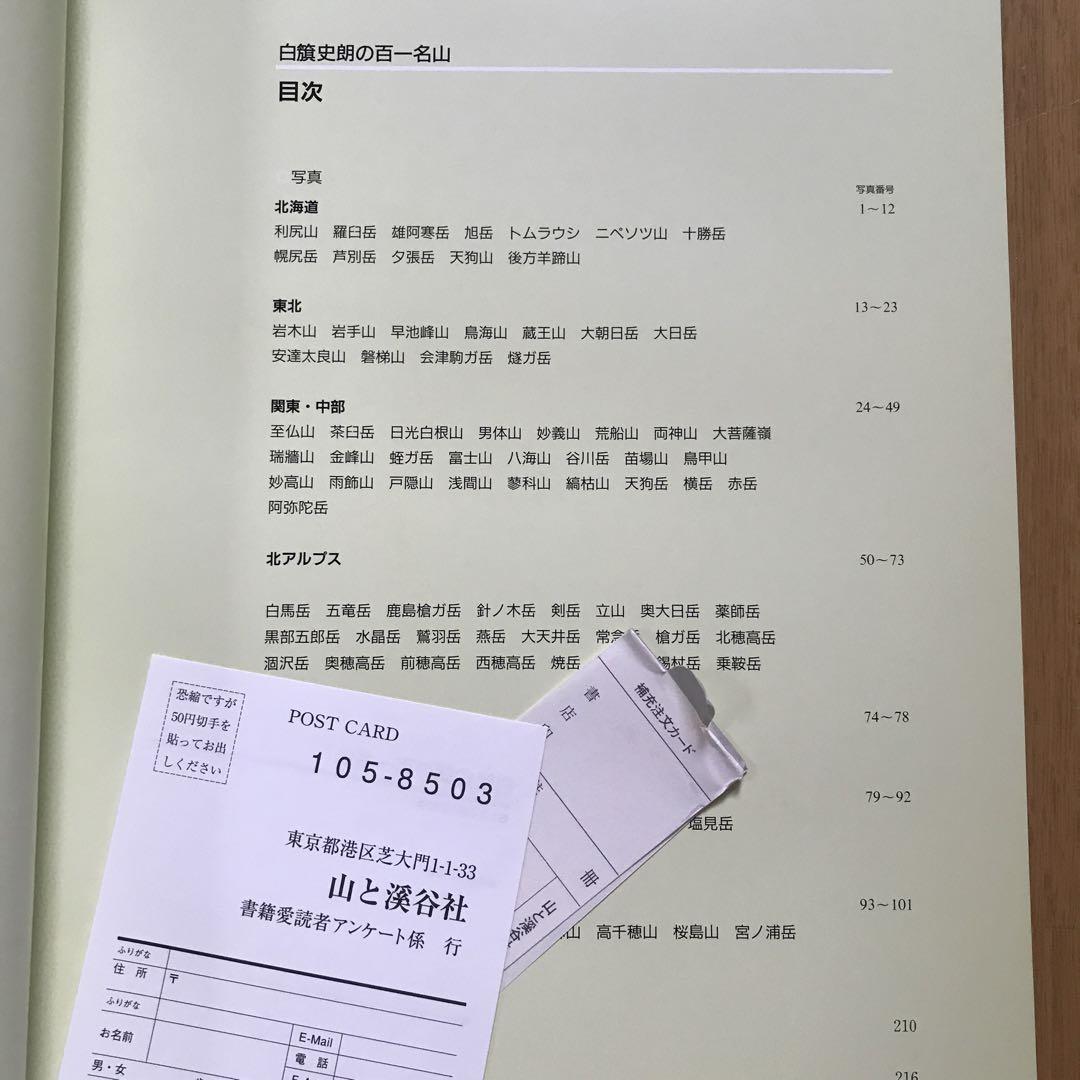 白籏史朗の百一名山
目次
写真
写真番号
北海道 1〜12
利尻山 羅臼岳 雄阿寒岳 旭岳 トムラウシ ニペソツ山 十勝岳
幌尻岳 芦別岳 夕張岳 天狗山 後方羊蹄山
東北 13〜23
岩木山 岩手山 早池峰山 鳥海山 蔵王山 大朝日岳 大日岳
安達太良山 磐梯山 会津駒ガ岳 燧ガ岳
関東・中部 24〜49
至仏山 茶臼岳 日光白根山 男体山 妙義山 荒船山 両神山 大菩薩嶺
瑞牆山 金峰山 蛭ガ岳 富士山 八海山 谷川岳 苗場山 鳥甲山
妙高山 雨飾山 戸隠山 浅間山 蓼科山 縞枯山 天狗岳 横岳 赤岳
阿弥陀岳
北アルプス 50〜73
白馬岳 五竜岳 鹿島槍ガ岳 針ノ木岳 剣岳 立山 奥大日岳 薬師岳
黒部五郎岳 水晶岳 鷲羽岳 燕岳 大天井岳 常念 槍ガ岳 北穂高岳
涸沢岳 奥穂高岳 前穂高岳 西穂高岳 焼岳 村岳 乗鞍岳
74〜78
79〜92
塩見岳
93〜101
山 高千穂山 桜島山 宮ノ浦岳
210
216
補充注文カード
書店
冊
山と溪谷社
恐縮ですが
50円切手を
貼ってお出
しください
POST CARD
105-8503
東京都港区芝大門1-1-33
山と溪谷社
書籍愛読者アンケート係 行
ふりがな
住所 〒
ふりがな
お名前
E-Mail
電話
男・女